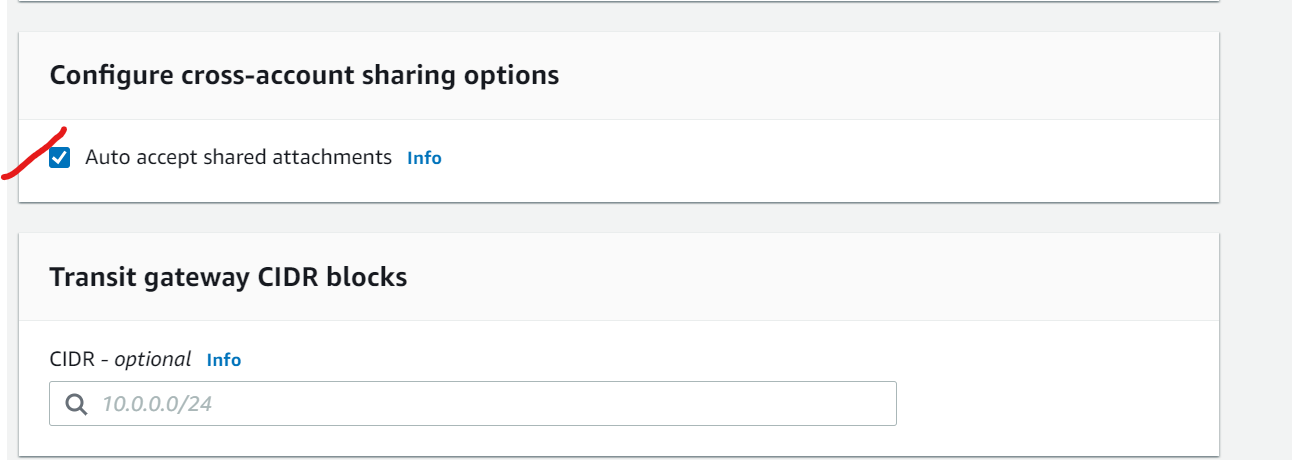 Configure cross-account sharing options
Auto accept shared attachments Info
Transit gateway CIDR blocks
CIDR - optional Info
10.0.0.0/24